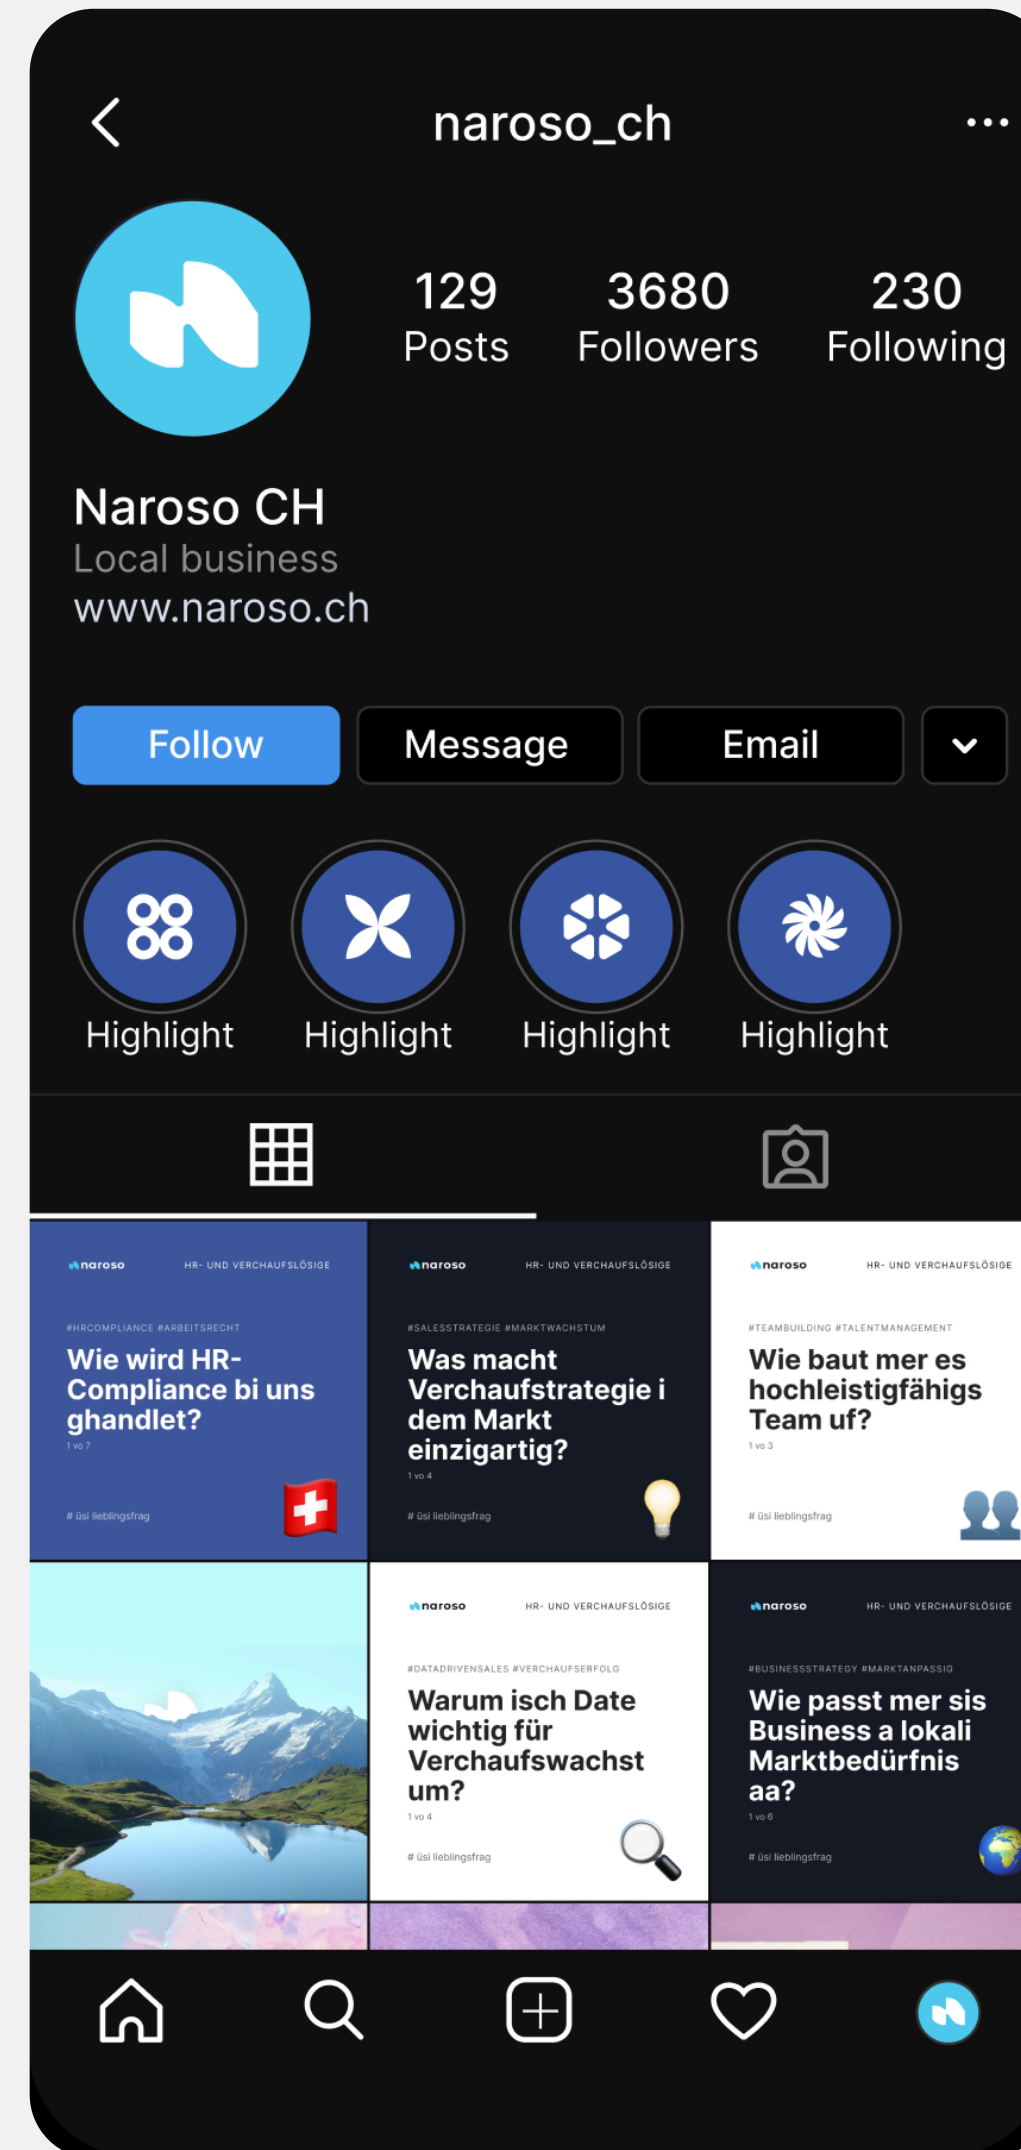 naroso_ch
129
Posts
3680
Followers
230
Following
Naroso CH
Local business
www.naroso.ch
Follow
Message
Email
Highlight
Highlight
Highlight
Highlight
naroso
HR- UND VERCHAUFSLÖSIGE
#HRCOMPLIANCE #ARBEITSRECHT
Wie wird HR-
Compliance bi uns
ghandlet?
1 vo 7
# üsi lieblingsfrag
naroso
HR- UND VERCHAUFSLÖSIGE
#SALESSTRATEGIE #MARKTWACHSTUM
Was macht
Verchaufstrategie i
dem Markt
einzigartig?
1 vo 4
# üsi lieblingsfrag
naroso
HR- UND VERCHAUFSLÖSIGE
#TEAMBUILDING #TALENTMANAGEMENT
Wie baut mer es
hochleistigfähigs
Team uf?
1 vo 3
# üsi lieblingsfrag
naroso
HR- UND VERCHAUFSLÖSIGE
#DATADRIVENSALES #VERCHAUFSERFOLG
Warum isch Date
wichtig für
Verchaufswachst
um?
1 vo 4
# üsi lieblingsfrag
naroso
HR- UND VERCHAUFSLÖSIGE
#BUSINESSSTRATEGY #MARKTANPASSIG
Wie passt mer sis
Business a lokali
Marktbedürfnis
aa?
1 vo 6
# üsi lieblingsfrag